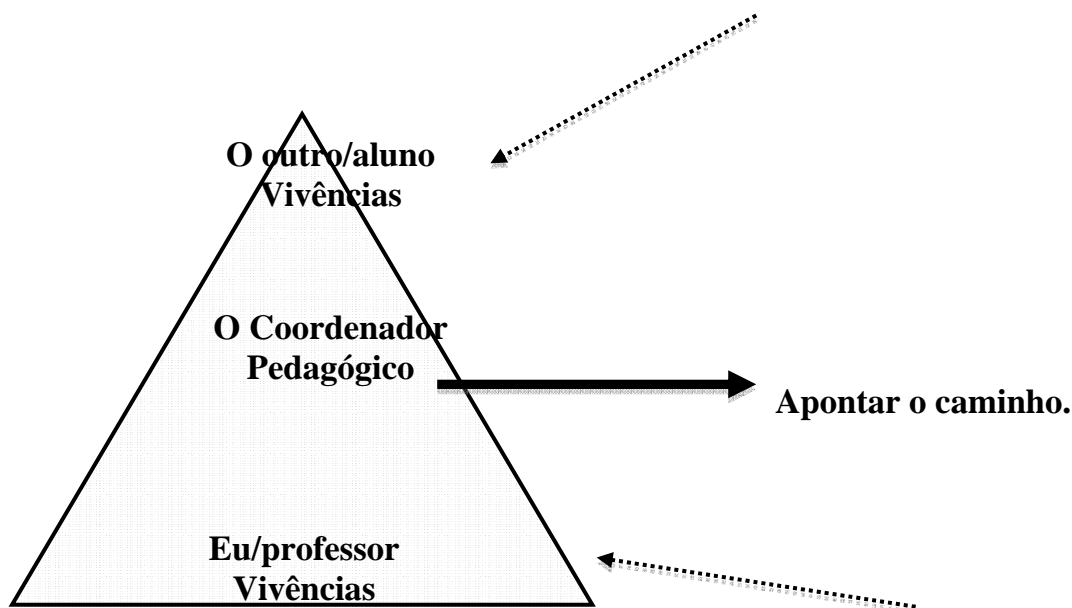 O outro/aluno
Vivências
O Coordenador
Pedagógico
Apontar o caminho.
Eu/professor
Vivências